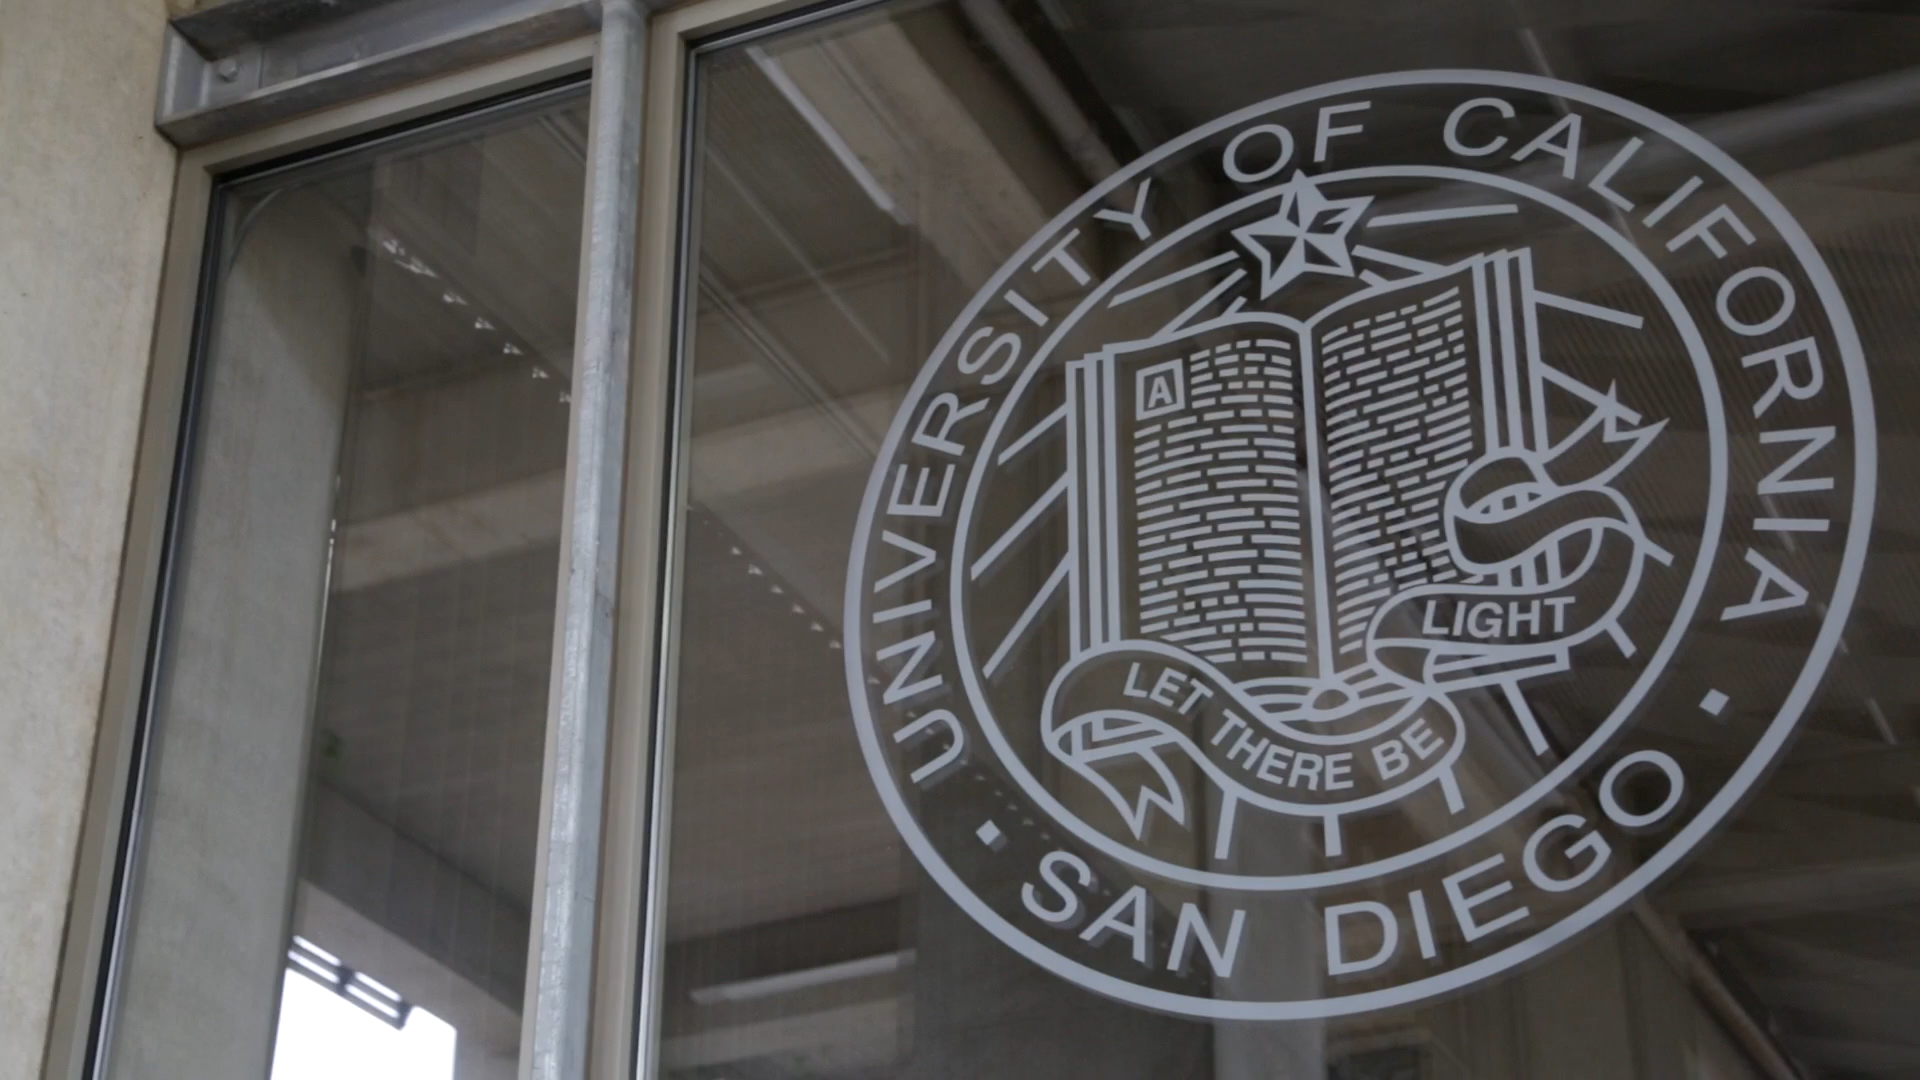 UNIVERSITY OF CALIFORNIA
A
LIGHT
LET THERE BE
· SAN DIEGO ·